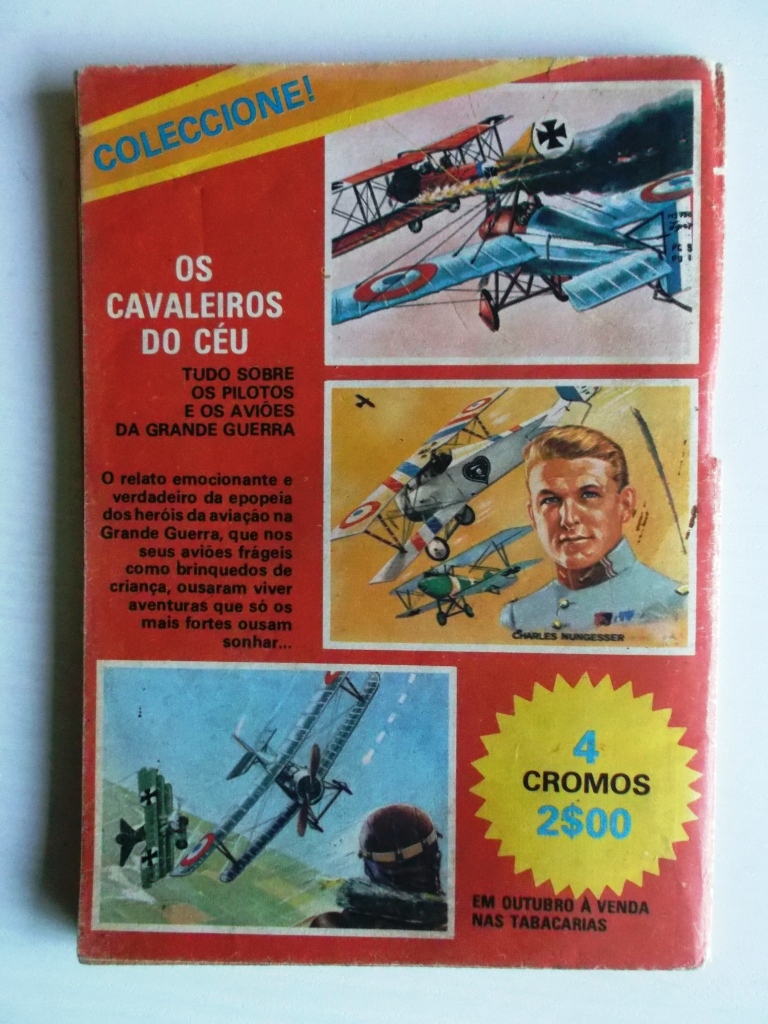 COLECCIONE!
OS
CAVALEIROS
DO CÉU
TUDO SOBRE
OS PILOTOS
E OS AVIÕES
DA GRANDE GUERRA
O relato emocionante e
verdadeiro da epopeia
dos heróis da aviação na
Grande Guerra, que nos
seus aviões frágeis
como brinquedos de
criança, ousaram viver
aventuras que só os
mais fortes ousam
sonhar...
CHARLES NUNGESSER
4
CROMOS
2$00
EM OUTUBRO À VENDA
NAS TABACARIAS